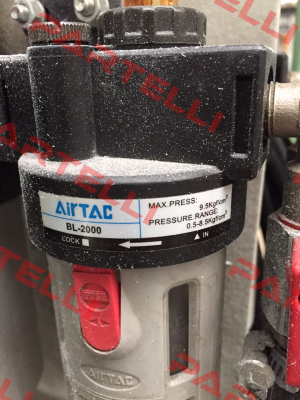 AIRTAC
BL-2000
LOCK
MAX.PRESS:
9.5Kgf/cm²
PRESSURE.RANGE:
0.5-8.5Kgf/cm²
▲ IN
AIRTAC
PARTELLI
PARTELLI
PARTELLI
PARTELLI